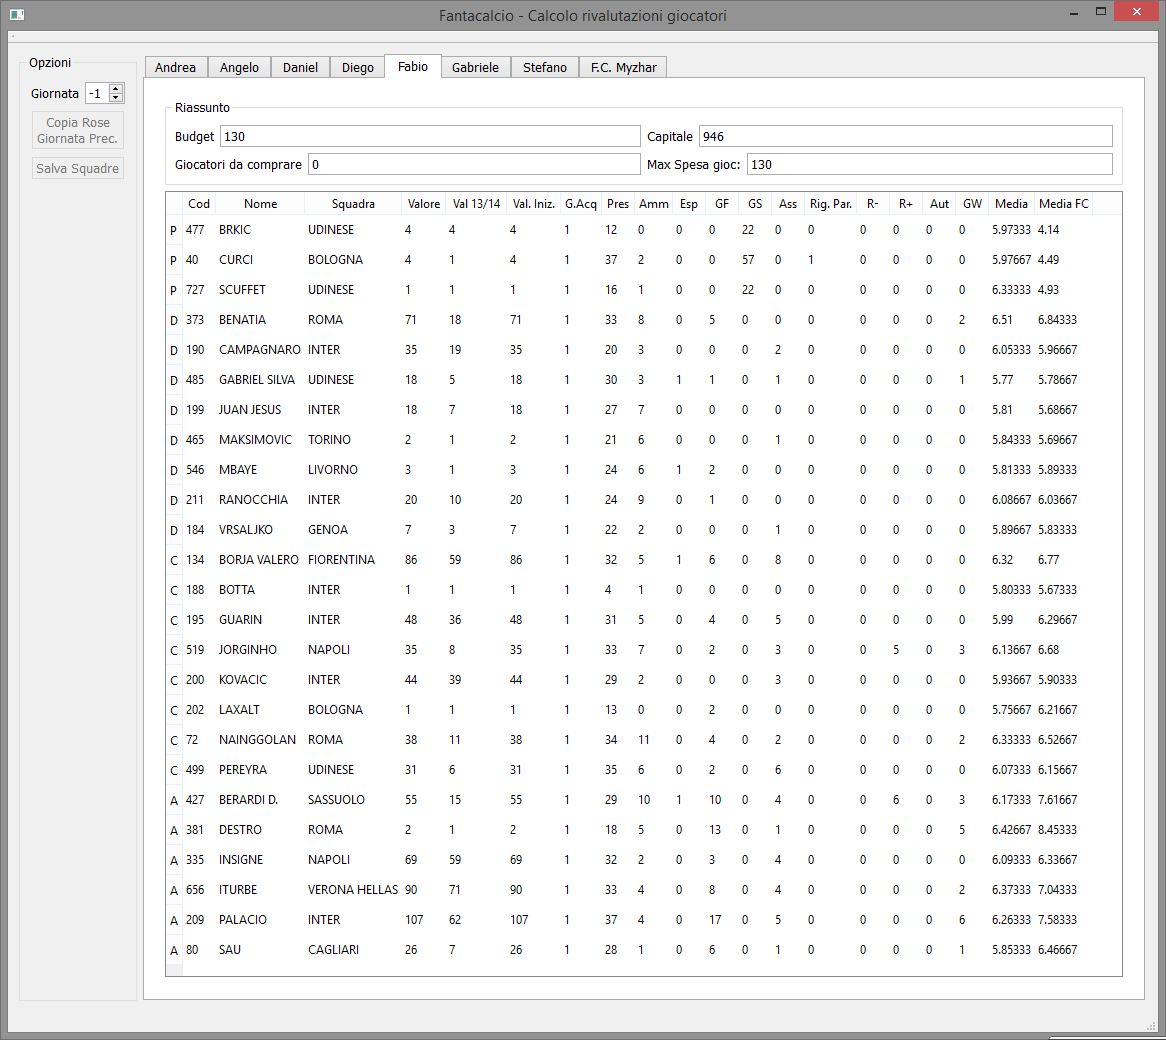 Fantacalcio - Calcolo rivalutazioni giocatori
Opzioni
Giornata -1
Copia Rose
Giornata Prec.
Salva Squadre
Andrea Angelo Daniel Diego Fabio Gabriele Stefano F.C. Myzhar
Riassunto
Budget 130 Capitale 946
Giocatori da comprare 0 Max Spesa gioc: 130
Cod Nome Squadra Valore Val 13/14 Val. Iniz. G.Acq Pres Amm Esp GF GS Ass Rig. Par. R- R+ Aut GW Media Media FC
P 477 BRKIC UDINESE 4 4 4 1 12 0 0 0 22 0 0 0 0 0 0 5.97333 4.14
P 40 CURCI BOLOGNA 4 1 4 1 37 2 0 0 57 0 1 0 0 0 0 5.97667 4.49
P 727 SCUFFET UDINESE 1 1 1 1 16 1 0 0 22 0 0 0 0 0 0 6.33333 4.93
D 373 BENATIA ROMA 71 18 71 1 33 8 0 5 0 0 0 0 0 0 2 6.51 6.84333
D 190 CAMPAGNARO INTER 35 19 35 1 20 3 0 0 0 2 0 0 0 0 0 6.05333 5.96667
D 485 GABRIEL SILVA UDINESE 18 5 18 1 30 3 1 1 0 1 0 0 0 0 1 5.77 5.78667
D 199 JUAN JESUS INTER 18 7 18 1 27 7 0 0 0 0 0 0 0 0 0 5.81 5.68667
D 465 MAKSIMOVIC TORINO 2 1 2 1 21 6 0 0 0 1 0 0 0 0 0 5.84333 5.69667
D 546 MBAYE LIVORNO 3 1 3 1 24 6 1 2 0 0 0 0 0 0 0 5.81333 5.89333
D 211 RANOCCHIA INTER 20 10 20 1 24 9 0 1 0 0 0 0 0 0 0 6.08667 6.03667
D 184 VRSALJKO GENOA 7 3 7 1 22 2 0 0 0 1 0 0 0 0 0 5.89667 5.83333
C 134 BORJA VALERO FIORENTINA 86 59 86 1 32 5 1 6 0 8 0 0 0 0 0 6.32 6.77
C 188 BOTTA INTER 1 1 1 1 4 1 0 0 0 0 0 0 0 0 0 5.80333 5.67333
C 195 GUARIN INTER 48 36 48 1 31 5 0 4 0 5 0 0 0 0 0 5.99 6.29667
C 519 JORGINHO NAPOLI 35 8 35 1 33 7 0 2 0 3 0 0 5 0 3 6.13667 6.68
C 200 KOVACIC INTER 44 39 44 1 29 2 0 0 0 3 0 0 0 0 0 5.93667 5.90333
C 202 LAXALT BOLOGNA 1 1 1 1 13 0 0 2 0 0 0 0 0 0 0 5.75667 6.21667
C 72 NAINGGOLAN ROMA 38 11 38 1 34 11 0 4 0 2 0 0 0 0 2 6.33333 6.52667
C 499 PEREYRA UDINESE 31 6 31 1 35 6 0 2 0 6 0 0 0 0 0 6.07333 6.15667
A 427 BERARDI D. SASSUOLO 55 15 55 1 29 10 1 10 0 4 0 0 6 0 3 6.17333 7.61667
A 381 DESTRO ROMA 2 1 2 1 18 5 0 13 0 1 0 0 0 0 5 6.42667 8.45333
A 335 INSIGNE NAPOLI 69 59 69 1 32 2 0 3 0 4 0 0 0 0 0 6.09333 6.33667
A 656 ITURBE VERONA HELLAS 90 71 90 1 33 4 0 8 0 4 0 0 0 0 2 6.37333 7.04333
A 209 PALACIO INTER 107 62 107 1 37 4 0 17 0 5 0 0 0 0 6 6.26333 7.58333
A 80 SAU CAGLIARI 26 7 26 1 28 1 0 6 0 1 0 0 0 0 1 5.85333 6.46667